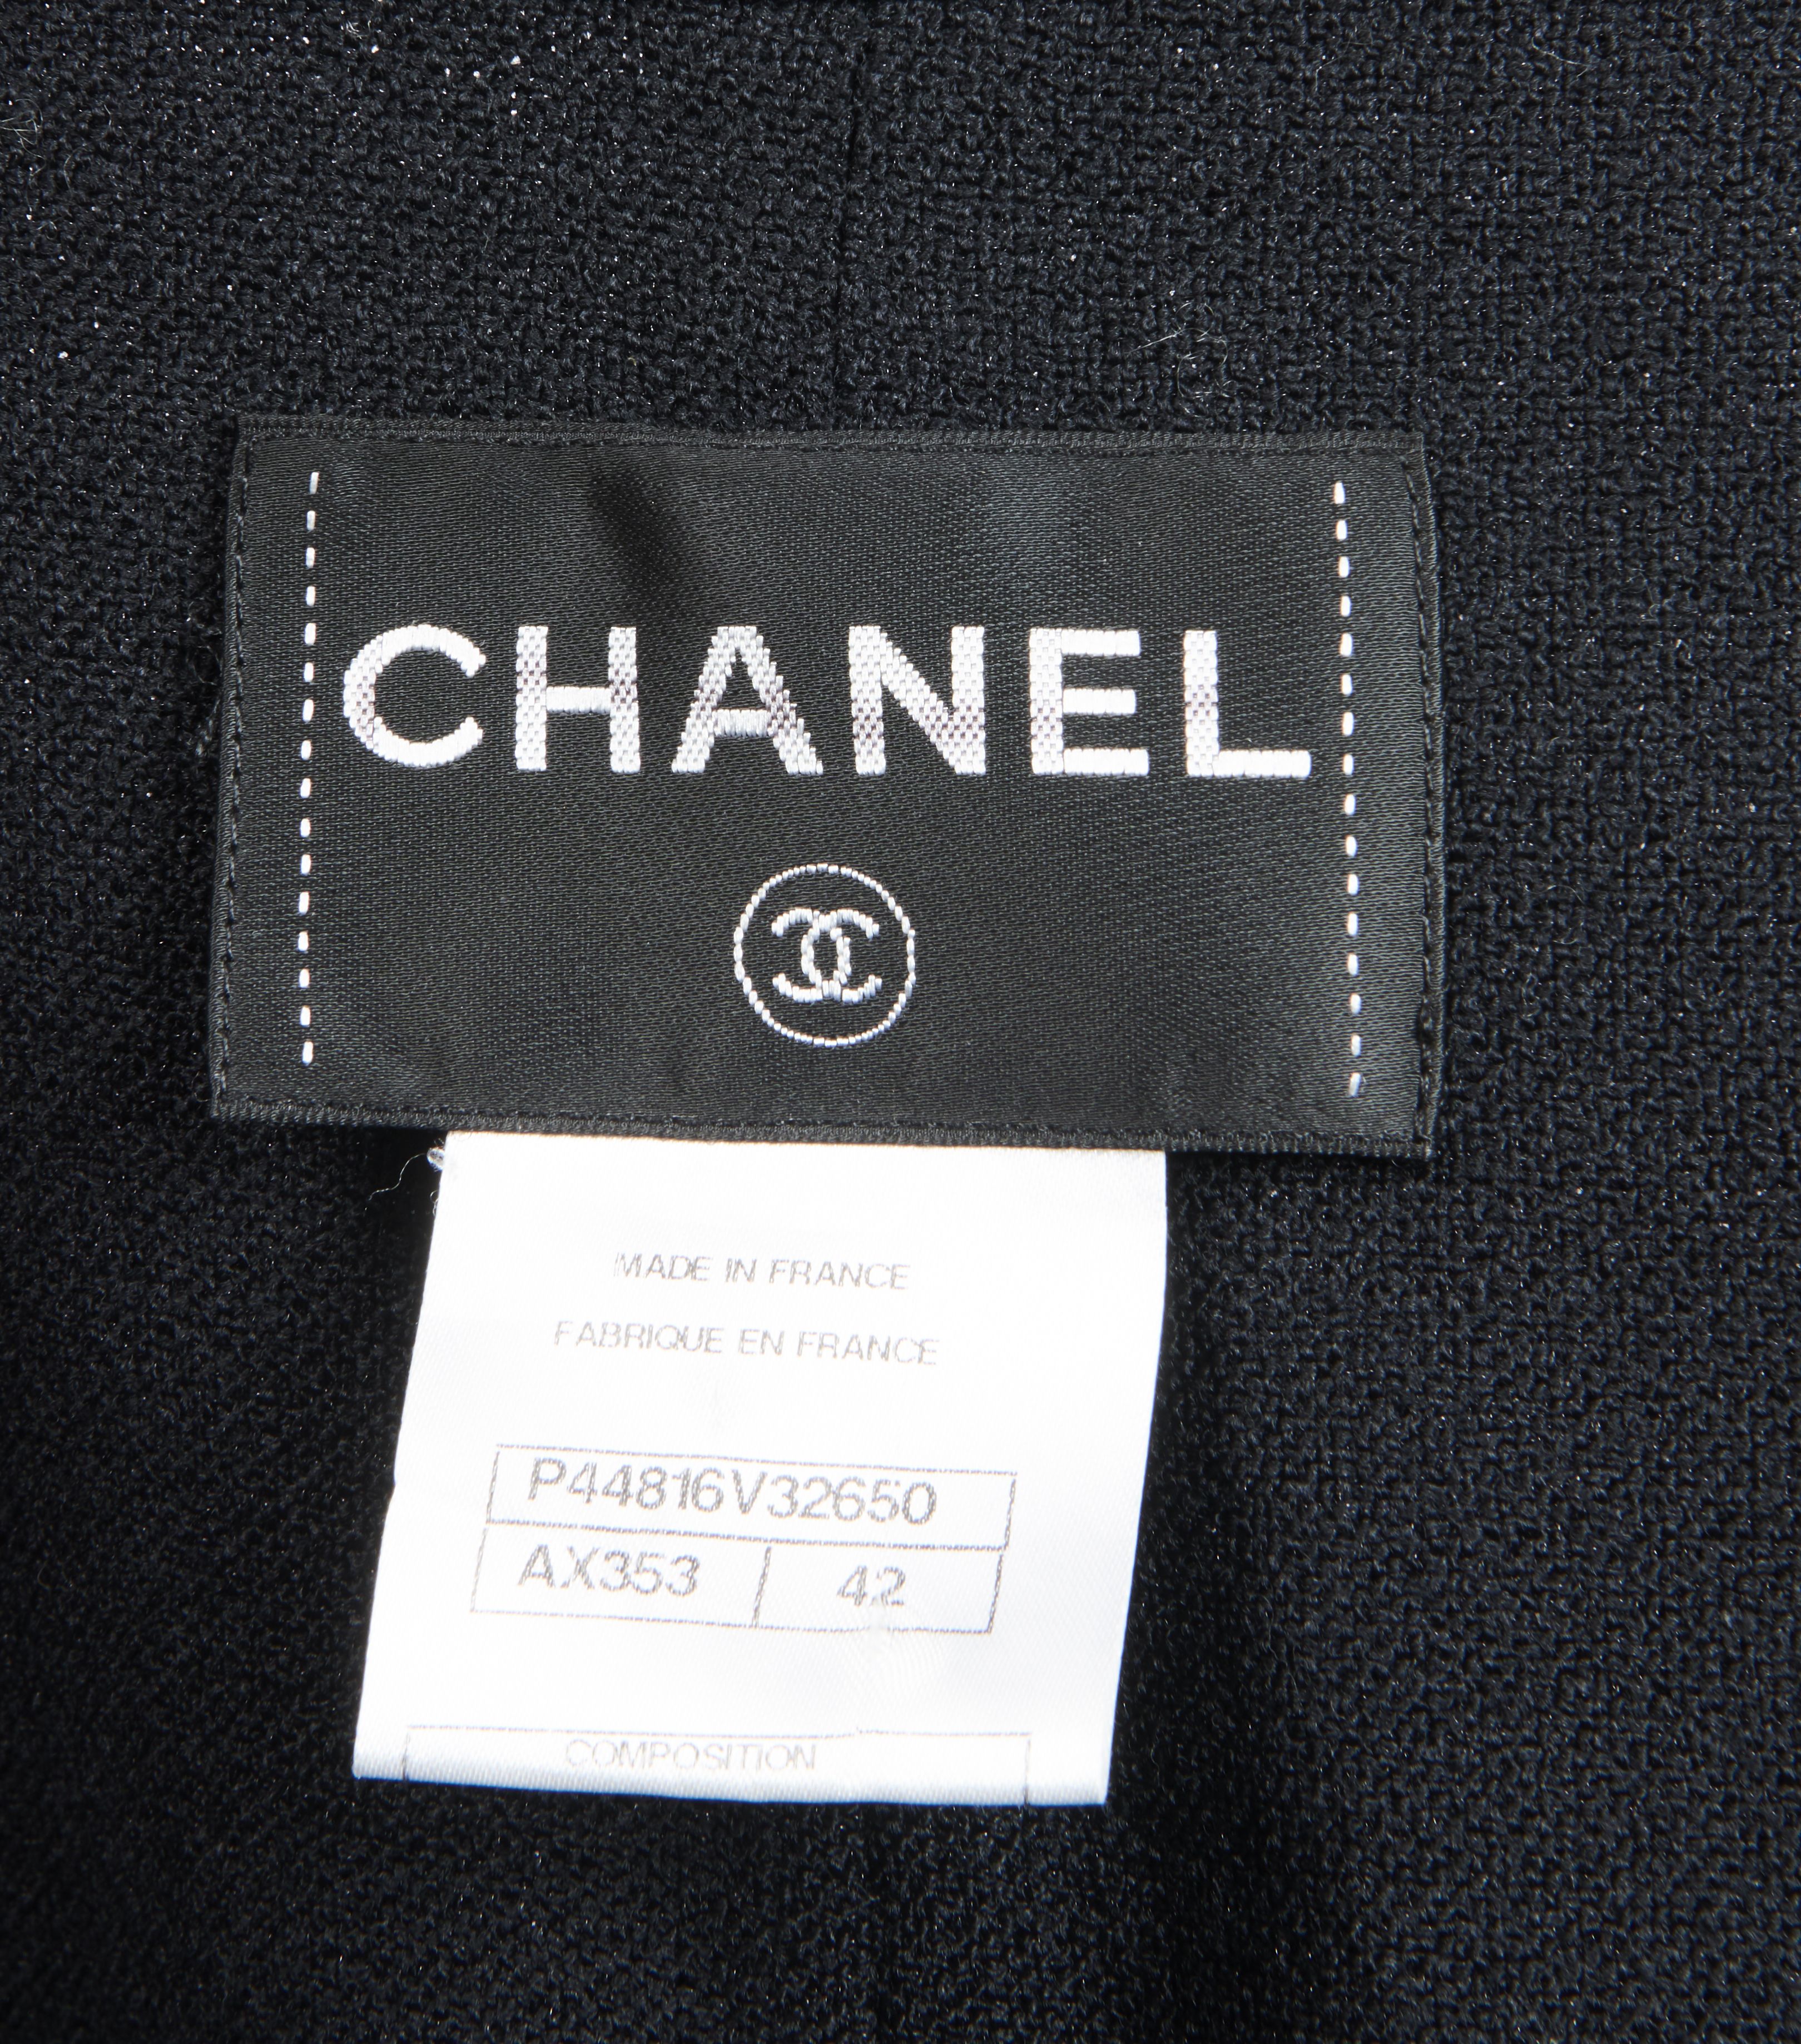 CHANEL
MADE IN FRANCE
FABRIQUE EN FRANCE
P44816V32650
AX353 42
COMPOSITION